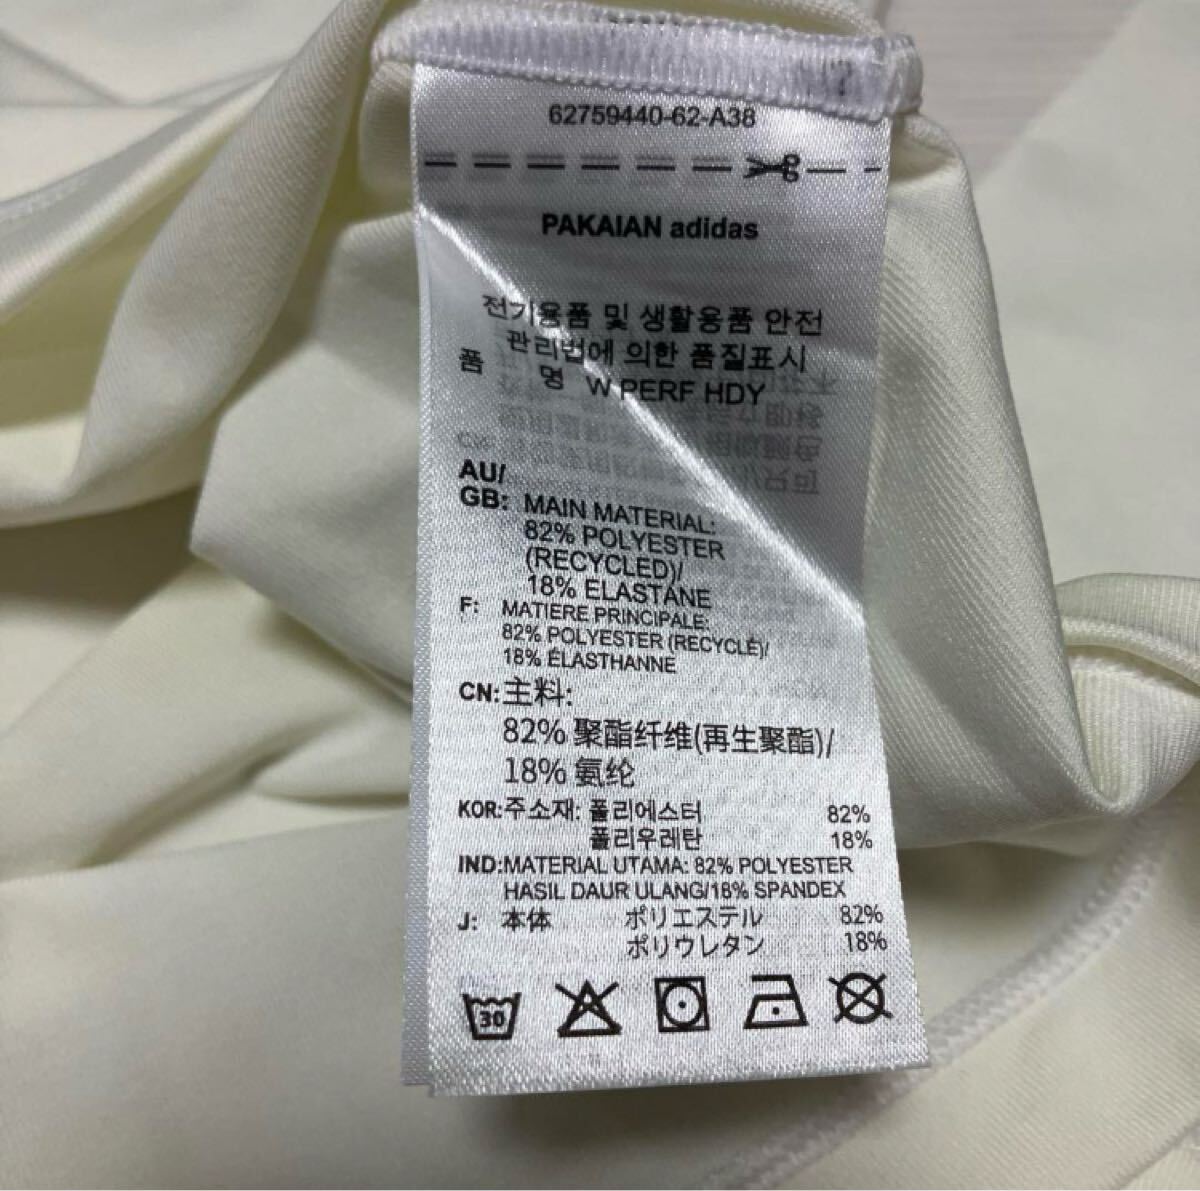 62759440-62-A38
PAKAIAN adidas
전기용품 및 생활용품 안전
관리법에 의한 품질표시
품 명 W PERF HDY
AU/
GB: MAIN MATERIAL:
82% POLYESTER
(RECYCLED)/
18% ELASTANE
F: MATIERE PRINCIPALE:
82% POLYESTER (RECYCLÉ)/
18% ÉLASTHANNE
CN: 主料:
82% 聚酯纤维(再生聚酯)/
18% 氨纶
KOR: 주소재: 폴리에스터 82%
폴리우레탄 18%
IND: MATERIAL UTAMA: 82% POLYESTER
HASIL DAUR ULANG/18% SPANDEX
J: 本体 ポリエステル 82%
ポリウレタン 18%
30